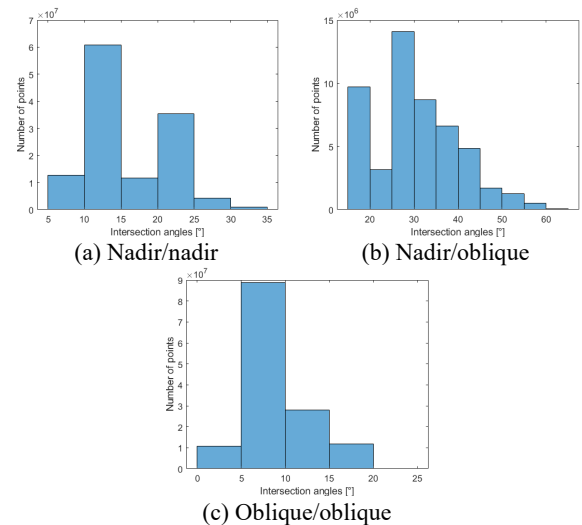 ×10^7
7
6
5
4
3
2
1
0
Number of points
5 10 15 20 25 30 35
Intersection angles [°]
(a) Nadir/nadir
×10^6
15
10
5
0
Number of points
20 30 40 50 60
Intersection angles [°]
(b) Nadir/oblique
×10^7
9
8
7
6
5
4
3
2
1
0
Number of points
0 5 10 15 20 25
Intersection angles [°]
(c) Oblique/oblique